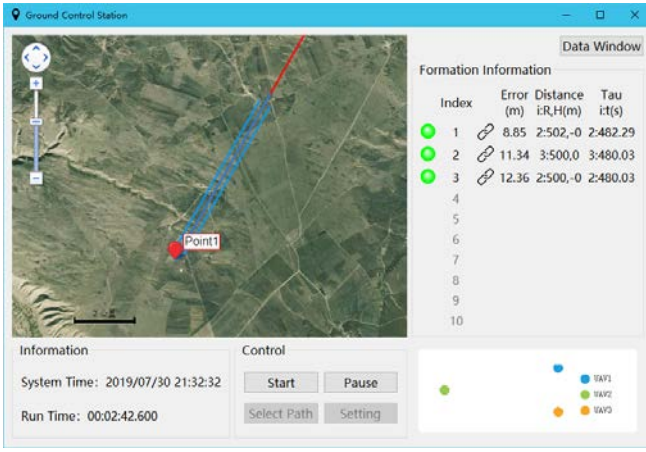 Ground Control Station
Data Window
Formation Information
Index Error (m) Distance i:R,H(m) Tau i:t(s)
1 8.85 2:502,-0 2:482.29
2 11.34 3:500,0 3:480.03
3 12.36 2:500,-0 2:480.03
4
5
6
7
8
9
10
Point1
Information
System Time: 2019/07/30 21:32:32
Run Time: 00:02:42.600
Control
Start Pause
Select Path Setting
UAV1
UAV2
UAV3